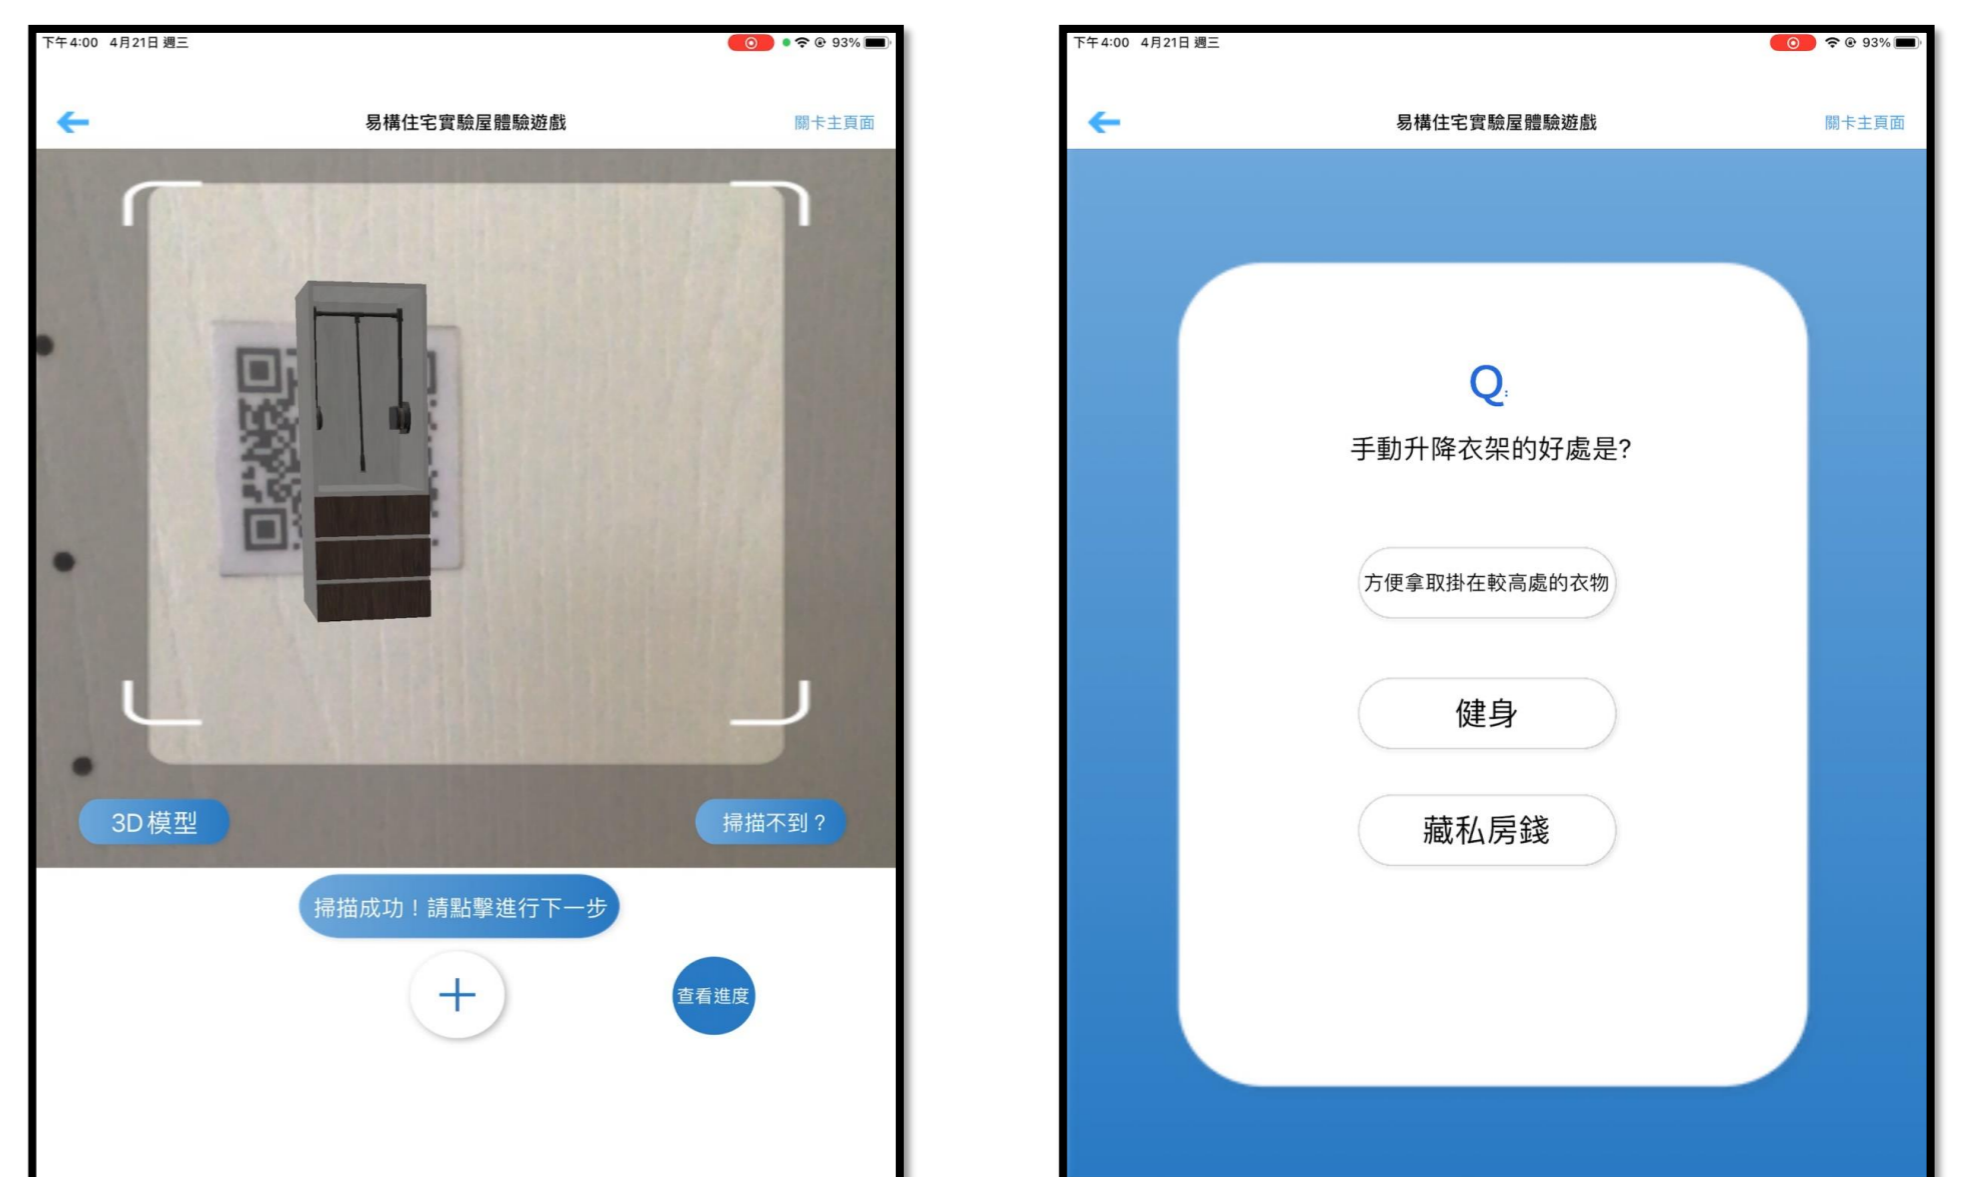 下午4:00 4月21日 週三
93%
易構住宅實驗屋體驗遊戲
關卡主頁面
3D模型
掃描不到？
掃描成功！請點擊進行下一步
查看進度
下午4:00 4月21日 週三
93%
易構住宅實驗屋體驗遊戲
關卡主頁面
Q:
手動升降衣架的好處是?
方便拿取掛在較高處的衣物
健身
藏私房錢